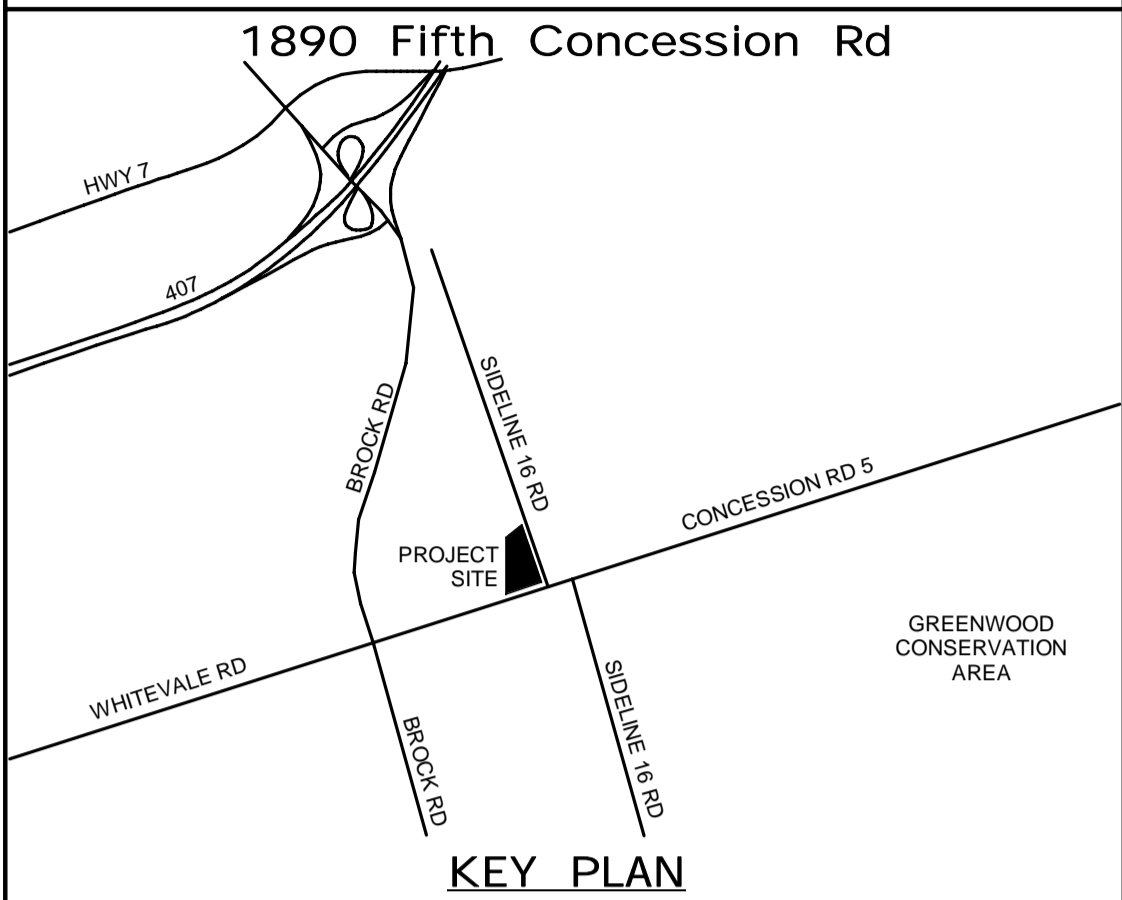 1890 Fifth Concession Rd
HWY 7
407
SIDELINE 16 RD
BROCK RD
CONCESSION RD 5
PROJECT
SITE
GREENWOOD
CONSERVATION
AREA
WHITEVALE RD
SIDELINE 16 RD
BROCK RD
KEY PLAN